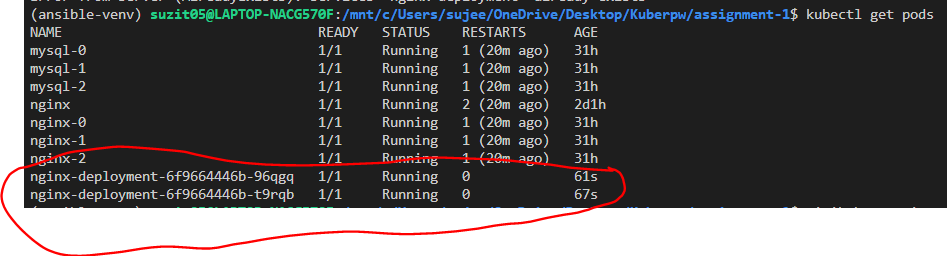 (ansible-venv) suzit05@LAPTOP-NACG570F:/mnt/c/Users/sujee/OneDrive/Desktop/Kuberpw/assignment-1$ kubectl get pods
NAME READY STATUS RESTARTS AGE
mysql-0 1/1 Running 1 (20m ago) 31h
mysql-1 1/1 Running 1 (20m ago) 31h
mysql-2 1/1 Running 1 (20m ago) 31h
nginx 1/1 Running 2 (20m ago) 2d1h
nginx-0 1/1 Running 1 (20m ago) 31h
nginx-1 1/1 Running 1 (20m ago) 31h
nginx-2 1/1 Running 1 (20m ago) 31h
nginx-deployment-6f9664446b-96qgq 1/1 Running 0 61s
nginx-deployment-6f9664446b-t9rqb 1/1 Running 0 67s